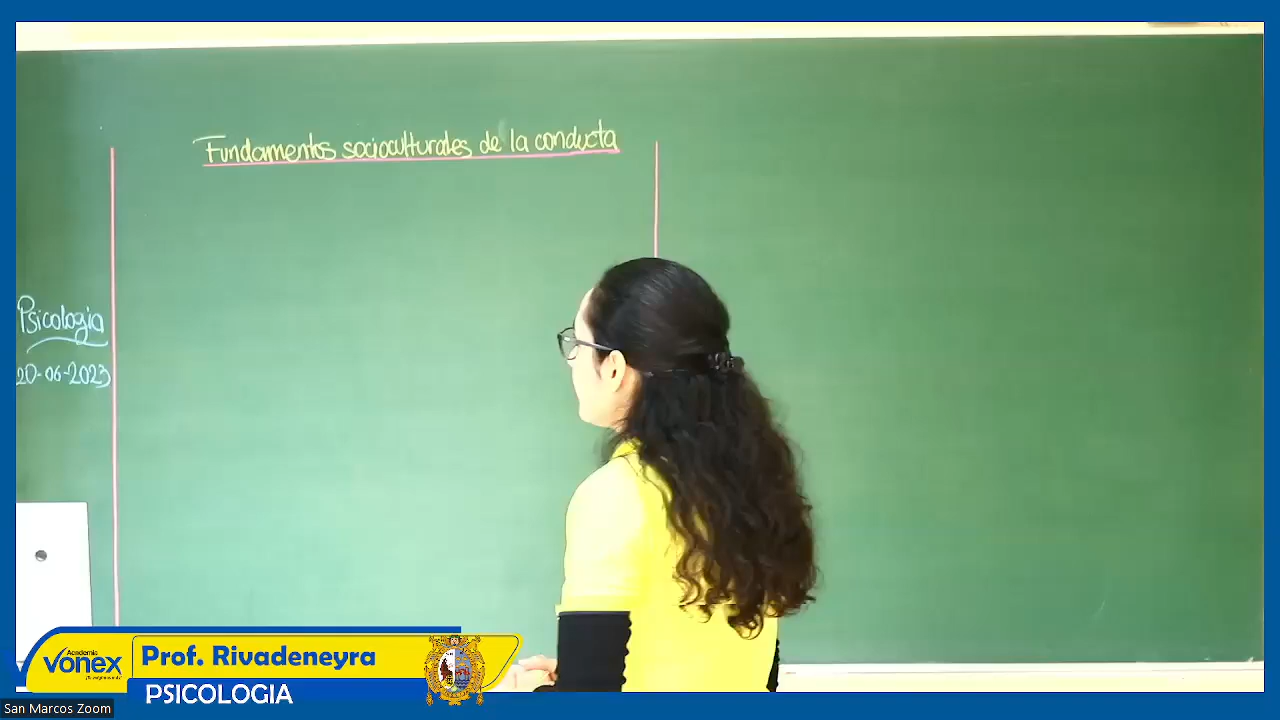 Fundamentos socioculturales de la conducta
Psicologia
20-06-2023
Academia
vonex
Prof. Rivadeneyra
PSICOLOGIA
San Marcos Zoom